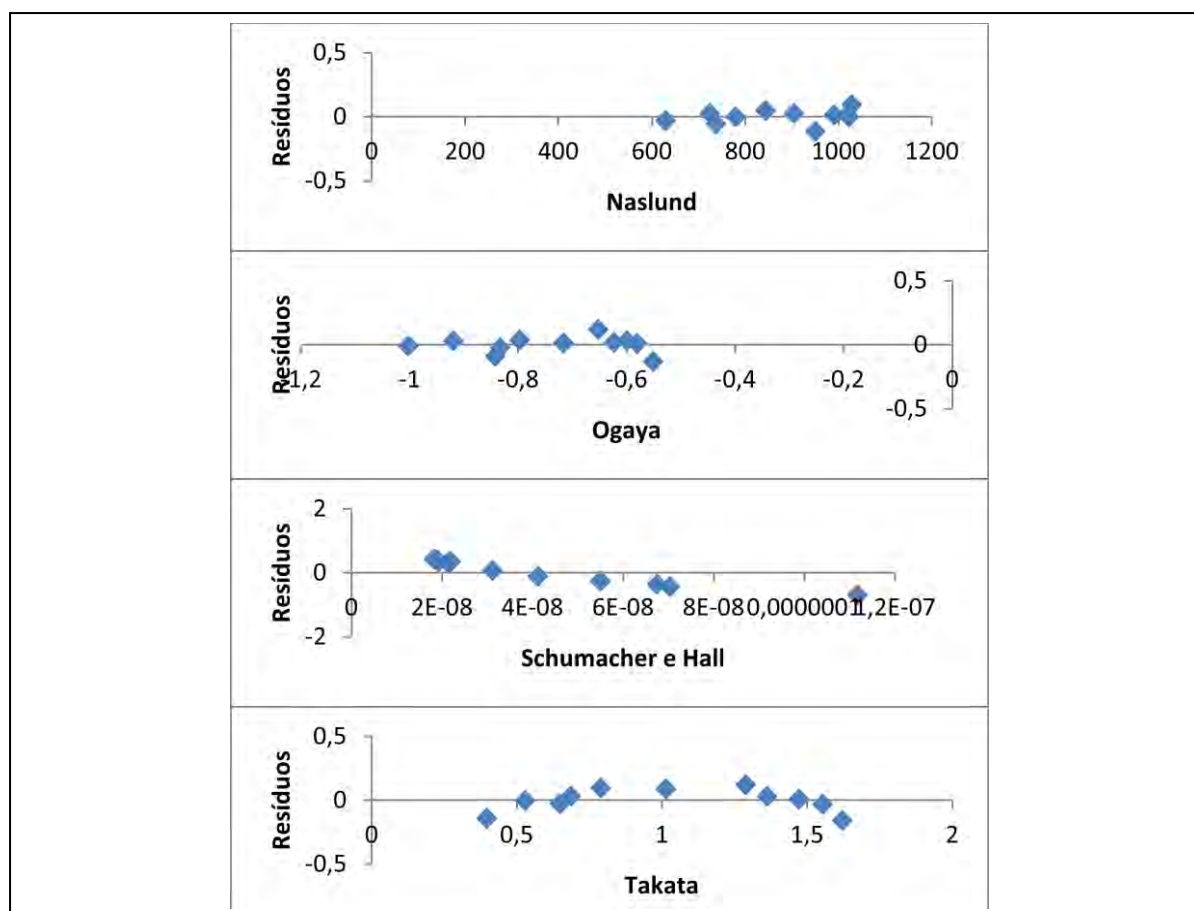 0,5
0
-0,5
Resíduos
0 200 400 600 800 1000 1200
Naslund
0,5
0
-0,5
Resíduos
-1,2 -1 -0,8 -0,6 -0,4 -0,2 0
Ogaya
2
0
-2
Resíduos
0 2E-08 4E-08 6E-08 8E-08 0,0000001 1,2E-07
Schumacher e Hall
0,5
0
-0,5
Resíduos
0 0,5 1 1,5 2
Takata